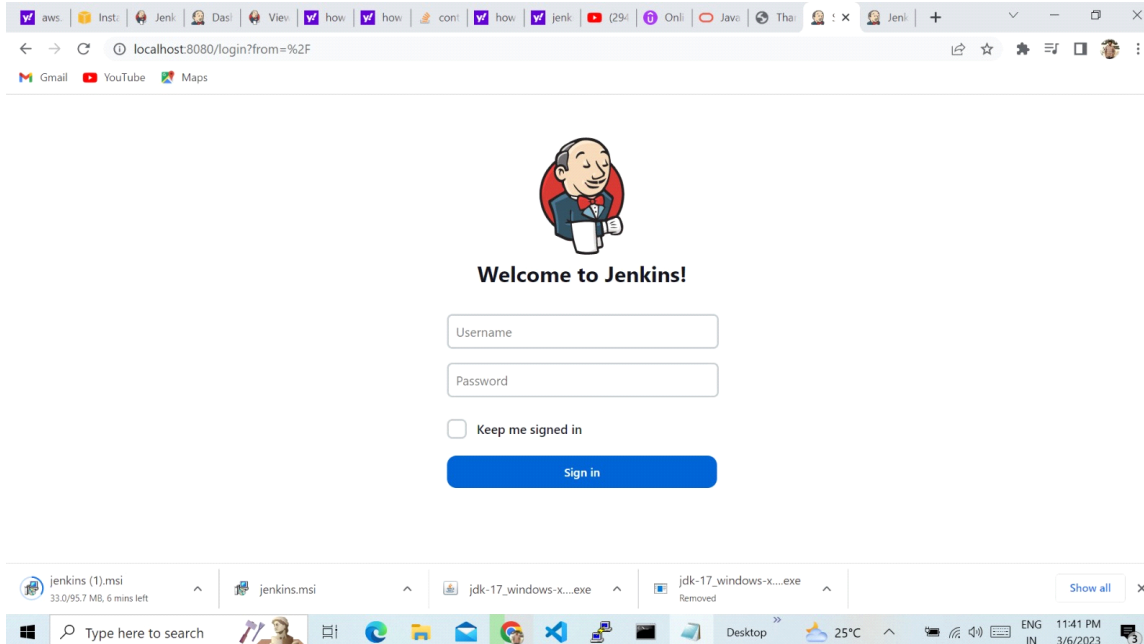 aws.
Insta
Jenk
Dasl
View
how
how
cont
how
jenk
(294
Onli
Java
Tha
Jenk
localhost:8080/login?from=%2F
Gmail
YouTube
Maps
Welcome to Jenkins!
Username
Password
Keep me signed in
Sign in
jenkins (1).msi
33.0/95.7 MB, 6 mins left
jenkins.msi
jdk-17_windows-x....exe
jdk-17_windows-x....exe
Removed
Show all
Type here to search
Desktop
25°C
ENG
IN
11:41 PM
3/6/2023
3